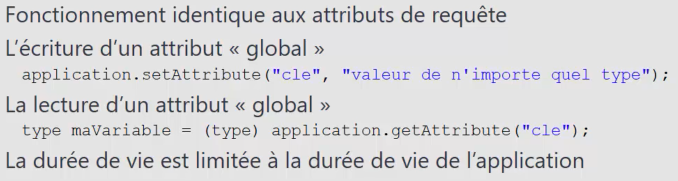 Fonctionnement identique aux attributs de requête
L’écriture d’un attribut « global »
application.setAttribute("cle", "valeur de n'importe quel type");
La lecture d’un attribut « global »
type maVariable = (type) application.getAttribute("cle");
La durée de vie est limitée à la durée de vie de l’application